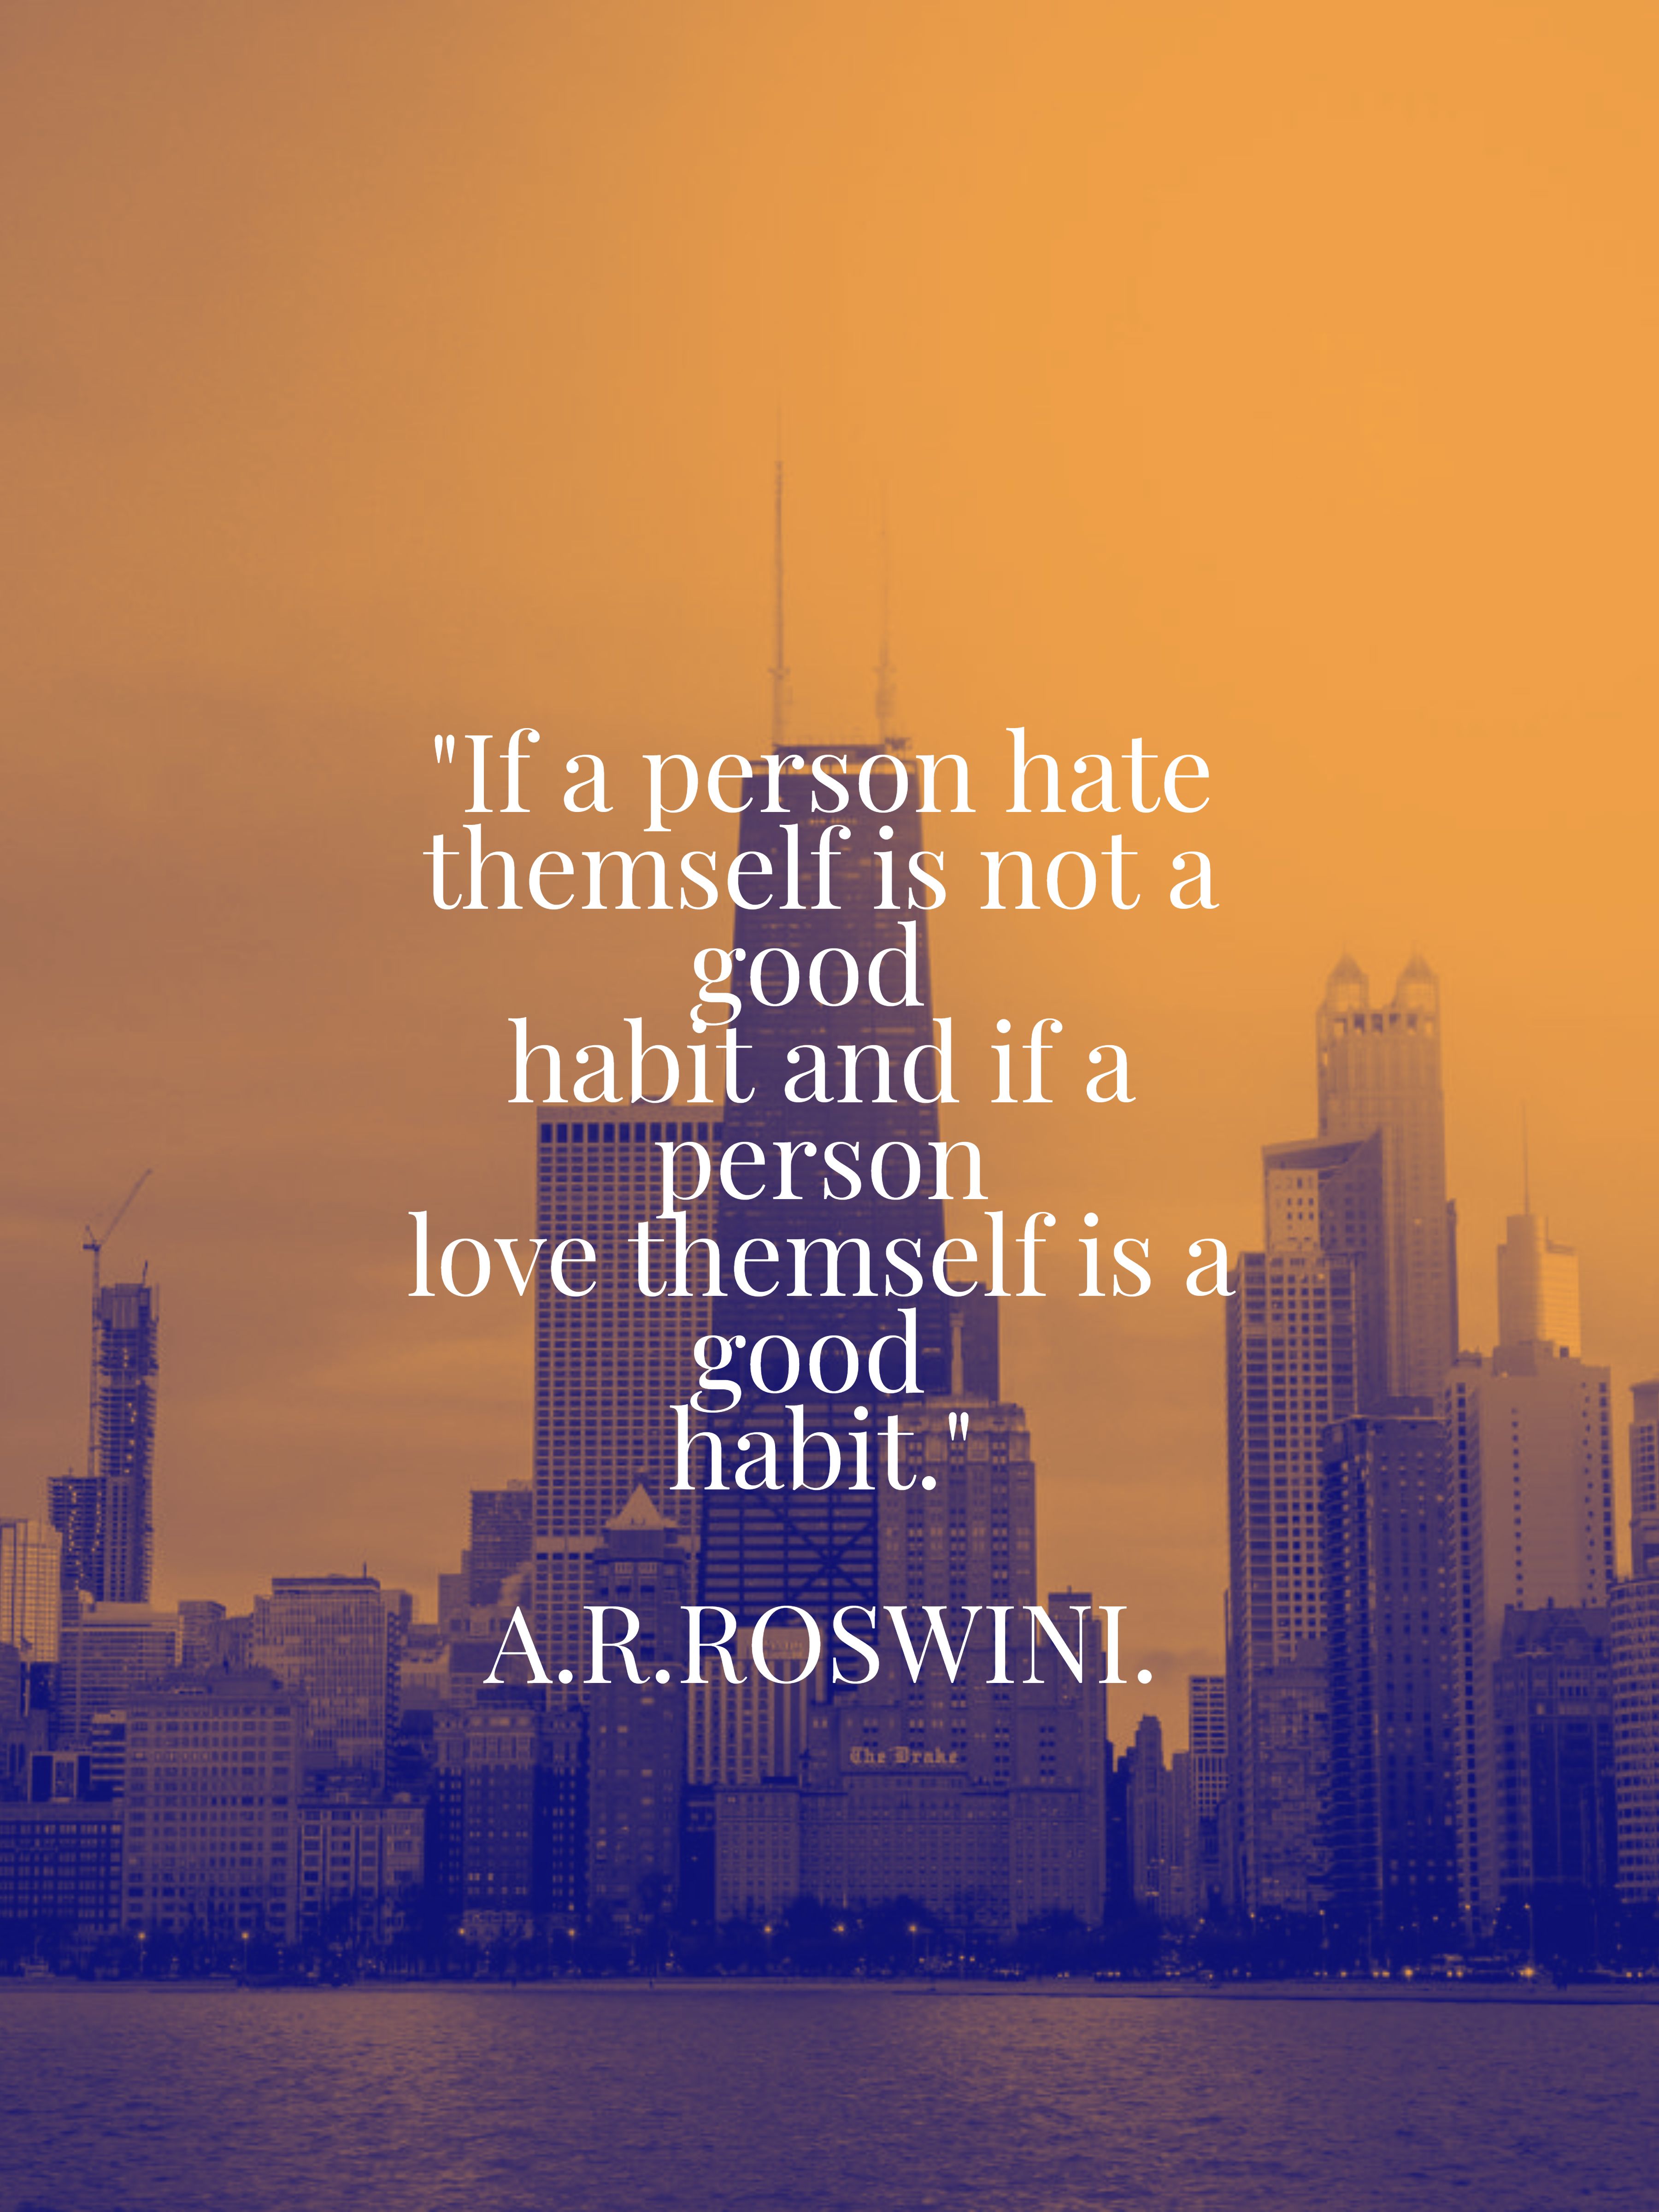 "If a person hate
themself is not a
good
habit and if a
person
love themself is a
good
habit."
A.R.ROSWINI.
The Drake